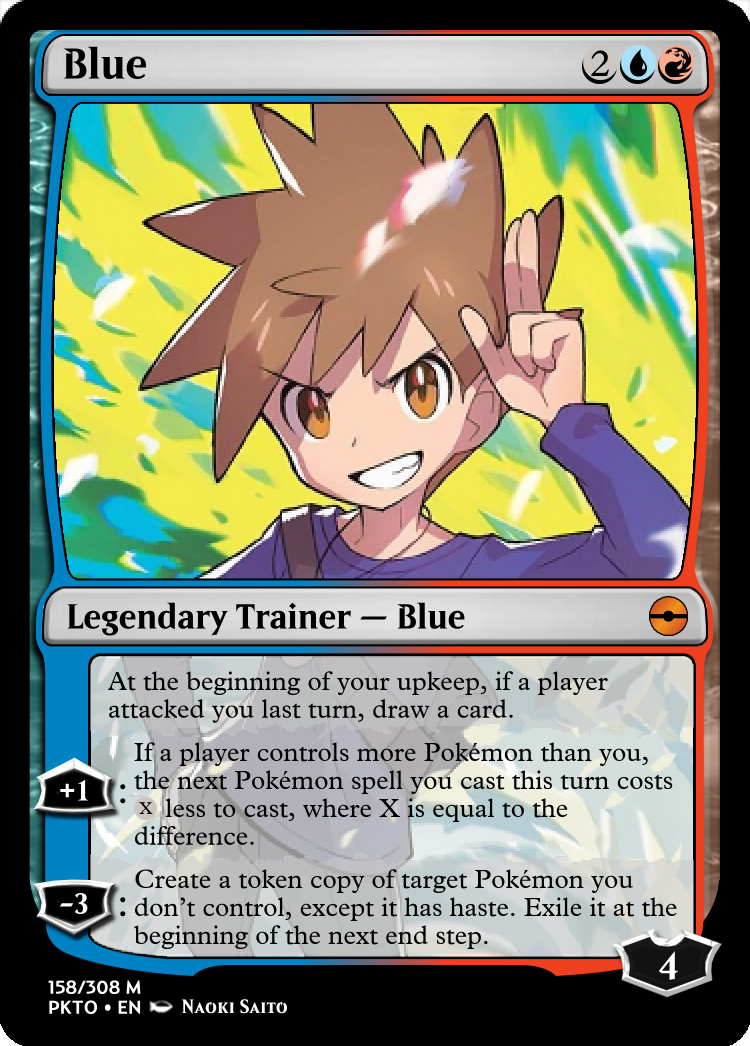 Blue 2
Legendary Trainer — Blue
At the beginning of your upkeep, if a player
attacked you last turn, draw a card.
If a player controls more Pokémon than you,
+1 : the next Pokémon spell you cast this turn costs
X less to cast, where X is equal to the
difference.
Create a token copy of target Pokémon you
−3 : don't control, except it has haste. Exile it at the
beginning of the next end step.
4
158/308 M
PKTO • EN NAOKI SAITO